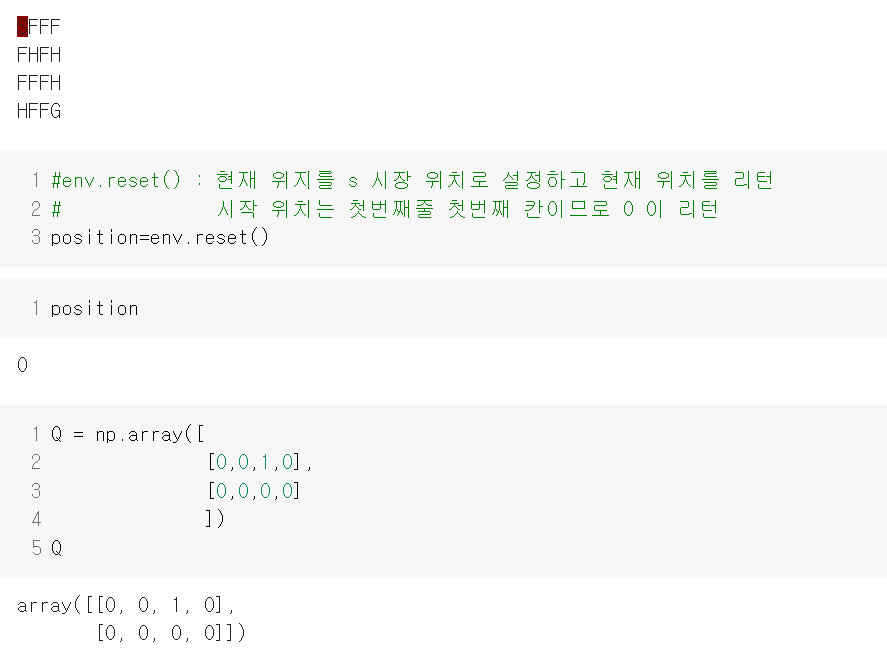 FFF
FHFH
FFFH
HFFG
1 #env.reset() : 현재 위지를 s 시장 위치로 설정하고 현재 위치를 리턴
2 # 시작 위치는 첫번째줄 첫번째 칸이므로 0 이 리턴
3 position=env.reset()
1 position
0
1 Q = np.array([
2 [0,0,1,0],
3 [0,0,0,0]
4 ])
5 Q
array([[0, 0, 1, 0],
[0, 0, 0, 0]])